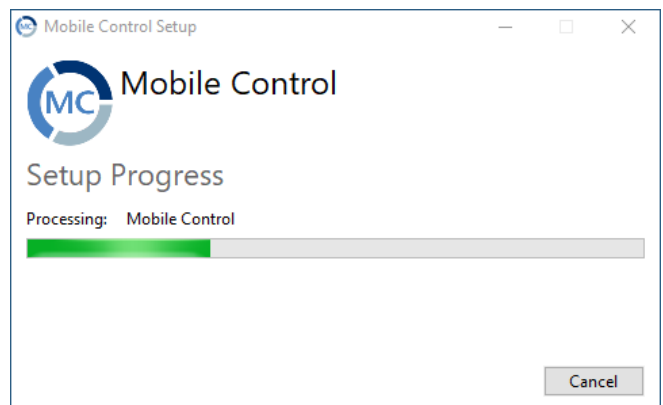 Mobile Control Setup
MC
Mobile Control
Setup Progress
Processing: Mobile Control
Cancel